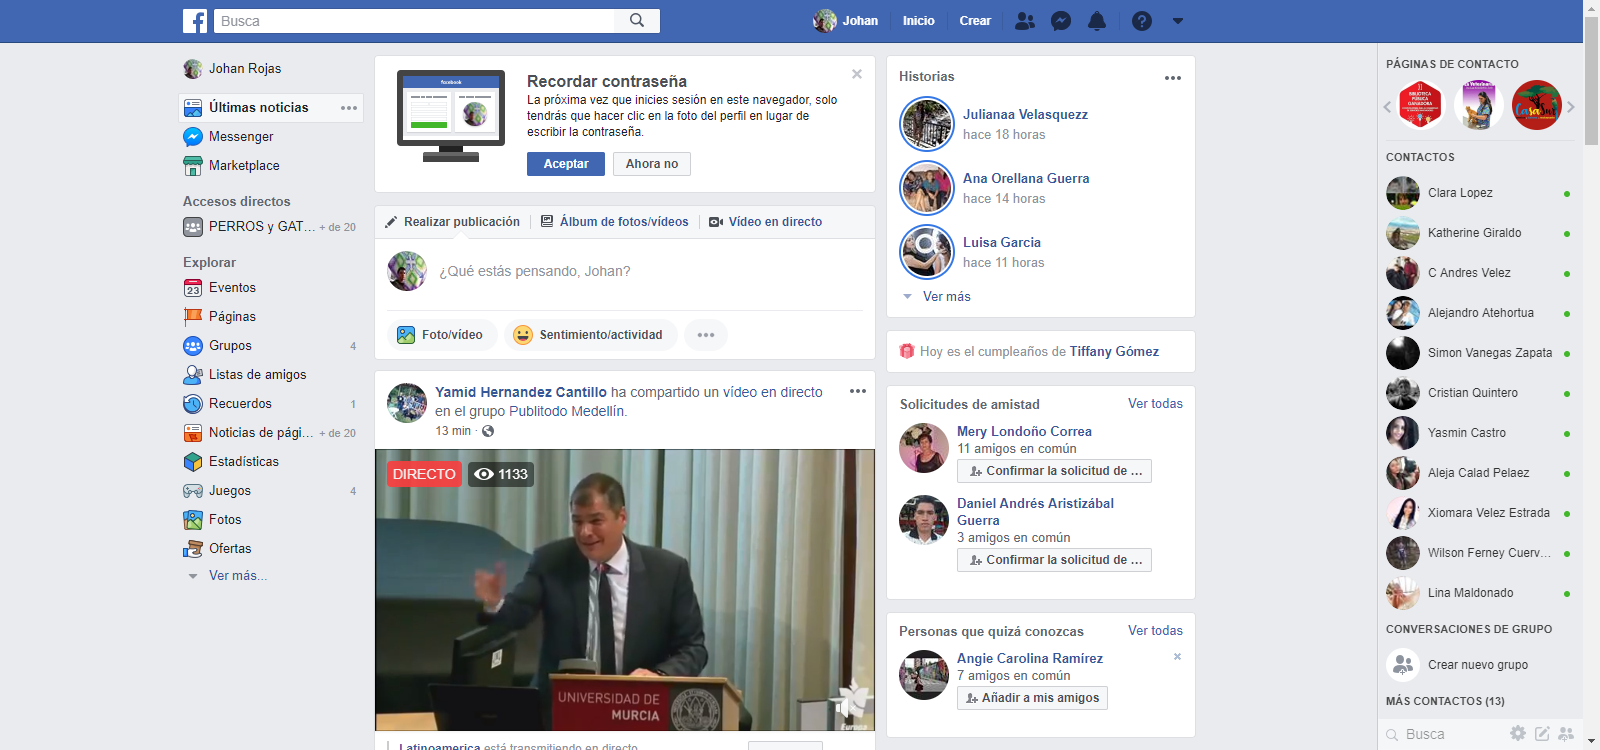 Busca
Johan
Inicio
Crear
Johan Rojas
Últimas noticias
Messenger
Marketplace
Accesos directos
PERROS y GAT... + de 20
Explorar
23
Eventos
Páginas
Grupos 4
Listas de amigos
Recuerdos 1
Noticias de pági... + de 20
Estadísticas
Juegos 4
Fotos
Ofertas
Ver más...
facebook
Recordar contraseña
La próxima vez que inicies sesión en este navegador, solo
tendrás que hacer clic en la foto del perfil en lugar de
escribir la contraseña.
Aceptar
Ahora no
Realizar publicación
Álbum de fotos/vídeos
Vídeo en directo
¿Qué estás pensando, Johan?
Foto/vídeo
Sentimiento/actividad
Yamid Hernandez Cantillo ha compartido un vídeo en directo
en el grupo Publitodo Medellín.
13 min ·
DIRECTO
1133
UNIVERSIDAD DE
MURCIA
Latinoamerica está transmitiendo en directo
Historias
Julianaa Velasquezz
hace 18 horas
Ana Orellana Guerra
hace 14 horas
Luisa Garcia
hace 11 horas
Ver más
Hoy es el cumpleaños de Tiffany Gómez
Solicitudes de amistad
Ver todas
Mery Londoño Correa
11 amigos en común
Confirmar la solicitud de ...
Daniel Andrés Aristizábal
Guerra
3 amigos en común
Confirmar la solicitud de ...
Personas que quizá conozcas
Ver todas
Angie Carolina Ramírez
7 amigos en común
Añadir a mis amigos
PÁGINAS DE CONTACTO
BIBLIOTECA
PÚBLICA
GANADORA
CONTACTOS
Clara Lopez
Katherine Giraldo
C Andres Velez
Alejandro Atehortua
Simon Vanegas Zapata
Cristian Quintero
Yasmin Castro
Aleja Calad Pelaez
Xiomara Velez Estrada
Wilson Ferney Cuerv...
Lina Maldonado
CONVERSACIONES DE GRUPO
Crear nuevo grupo
MÁS CONTACTOS (13)
Busca